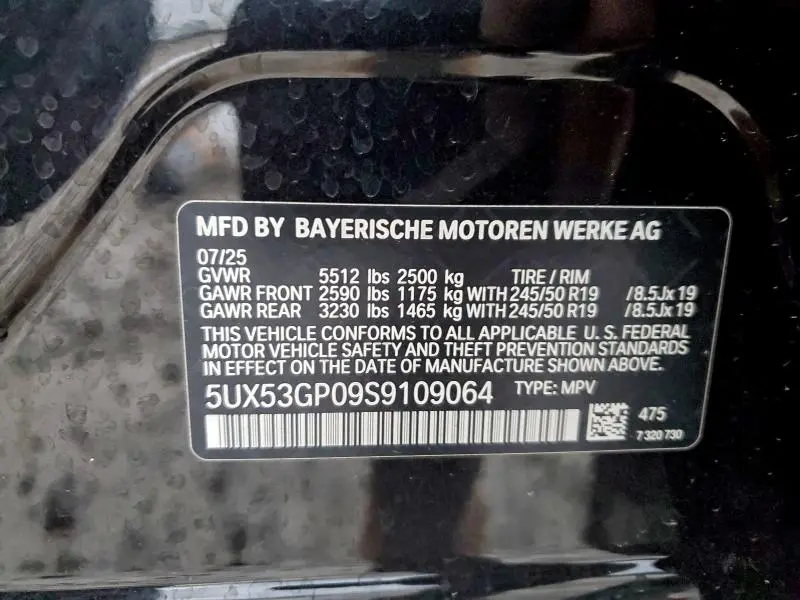 MFD BY BAYERISCHE MOTOREN WERKE AG
07/25
GVWR 5512 lbs 2500 kg TIRE / RIM
GAWR FRONT 2590 lbs 1175 kg WITH 245/50 R19 /8.5Jx19
GAWR REAR 3230 lbs 1465 kg WITH 245/50 R19 /8.5Jx19
THIS VEHICLE CONFORMS TO ALL APPLICABLE U. S. FEDERAL
MOTOR VEHICLE SAFETY AND THEFT PREVENTION STANDARDS
IN EFFECT ON THE DATE OF MANUFACTURE SHOWN ABOVE.
5UX53GP09S9109064 TYPE: MPV
475
7 320 730